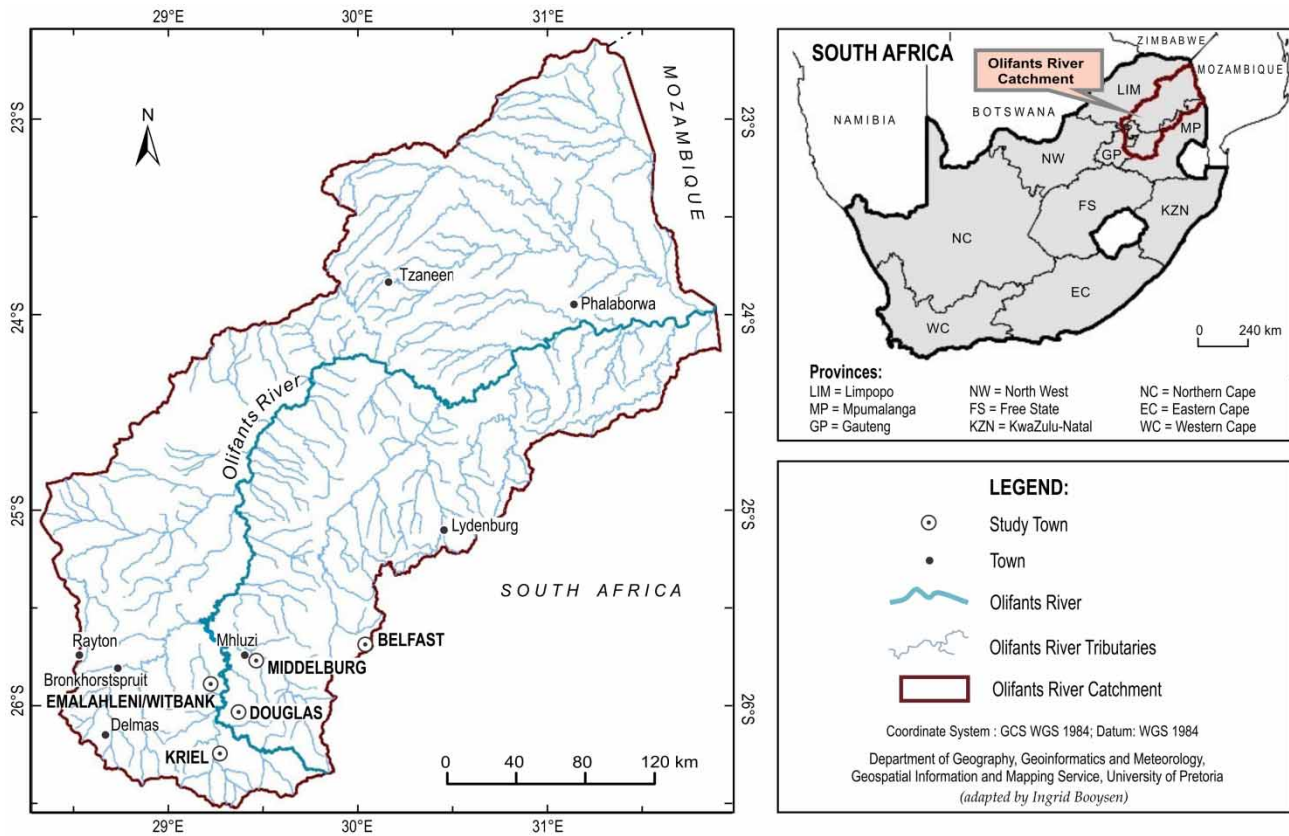 29°E
30°E
31°E
23°S
24°S
25°S
26°S
N
MOZAMBIQUE
Tzaneen
Phalaborwa
Olifants River
Lydenburg
SOUTH AFRICA
BELFAST
Rayton
Mhluzi
MIDDELBURG
Bronkhorstspruit
EMALAHLENI/WITBANK
DOUGLAS
Delmas
KRIEL
0 40 80 120 km
23°S
24°S
25°S
26°S
29°E
30°E
31°E
SOUTH AFRICA
ZIMBABWE
Olifants River
Catchment
MOZAMBIQUE
LIM
BOTSWANA
NAMIBIA
MP
NW
GP
FS
KZN
NC
EC
WC
0 240 km
Provinces:
LIM = Limpopo NW = North West NC = Northern Cape
MP = Mpumalanga FS = Free State EC = Eastern Cape
GP = Gauteng KZN = KwaZulu-Natal WC = Western Cape
LEGEND:
Study Town
Town
Olifants River
Olifants River Tributaries
Olifants River Catchment
Coordinate System : GCS WGS 1984; Datum: WGS 1984
Department of Geography, Geoinformatics and Meteorology,
Geospatial Information and Mapping Service, University of Pretoria
(adapted by Ingrid Booysen)